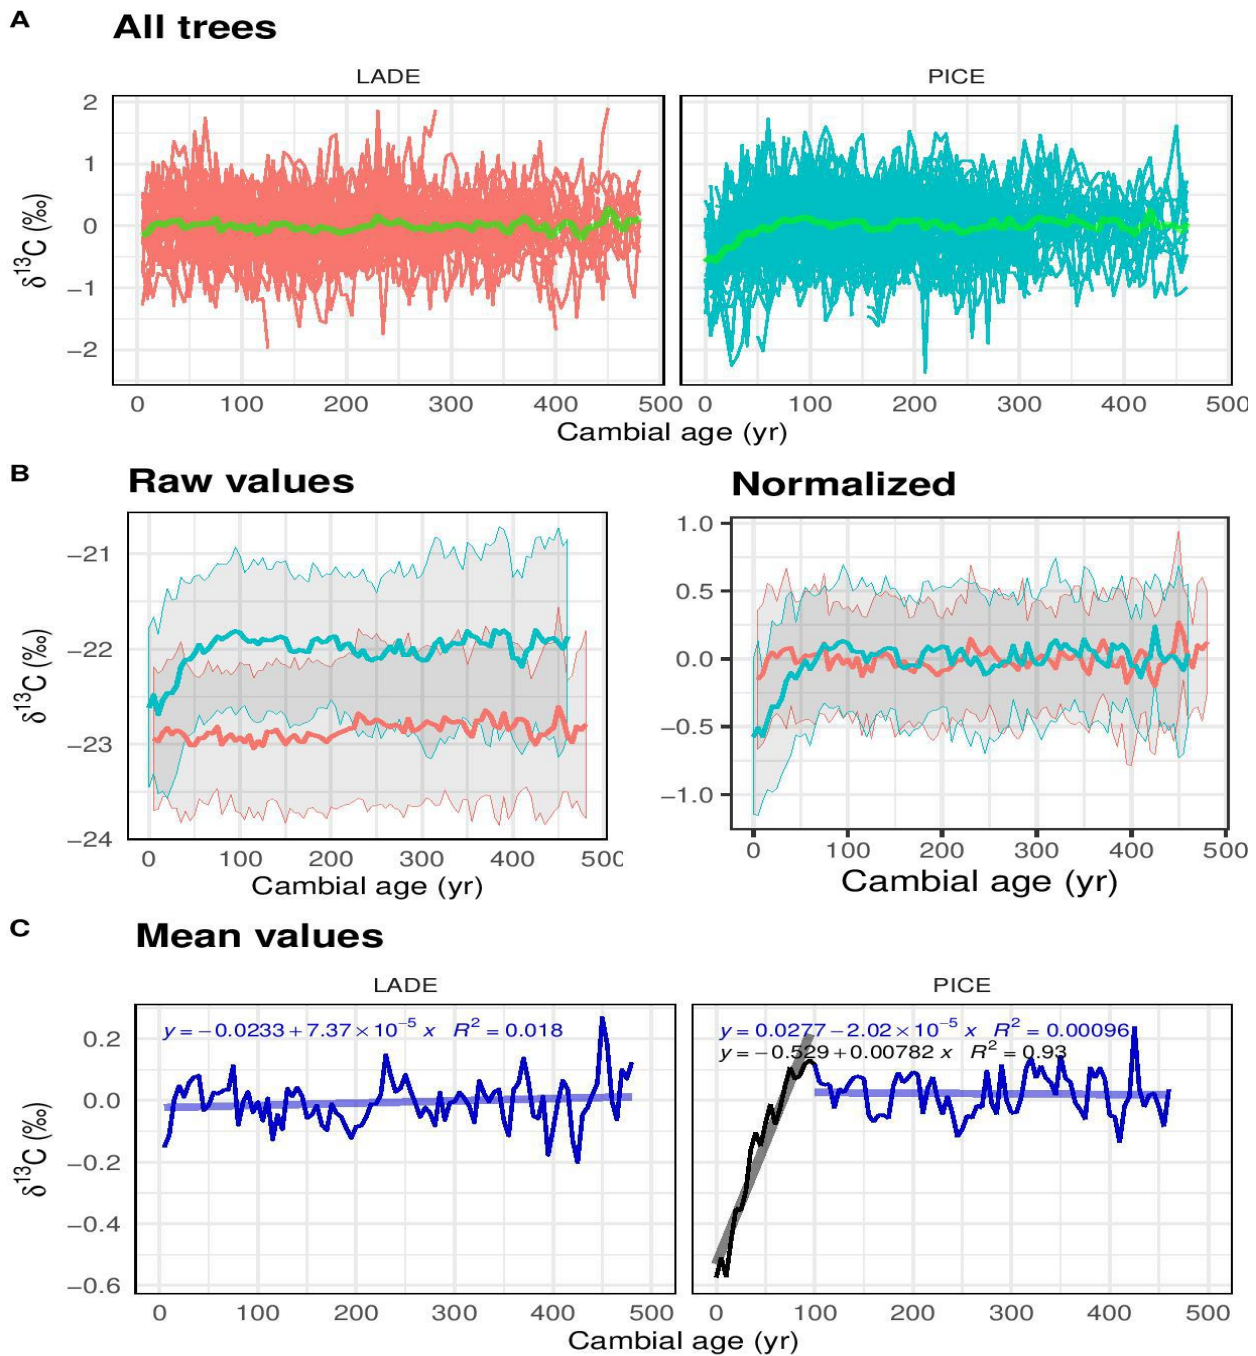 A
All trees
LADE
PICE
2
1
0
−1
−2
δ¹³C (‰)
0 100 200 300 400 500
0 100 200 300 400 500
Cambial age (yr)
B
Raw values
Normalized
−21
−22
−23
−24
δ¹³C (‰)
1.0
0.5
0.0
−0.5
−1.0
0 100 200 300 400 500
0 100 200 300 400 500
Cambial age (yr)
Cambial age (yr)
C
Mean values
LADE
PICE
y = −0.0233 + 7.37 × 10⁻⁵ x R² = 0.018
y = 0.0277 − 2.02 × 10⁻⁵ x R² = 0.00096
y = −0.529 + 0.00782 x R² = 0.93
0.2
0.0
−0.2
−0.4
−0.6
δ¹³C (‰)
0 100 200 300 400 500
0 100 200 300 400 500
Cambial age (yr)